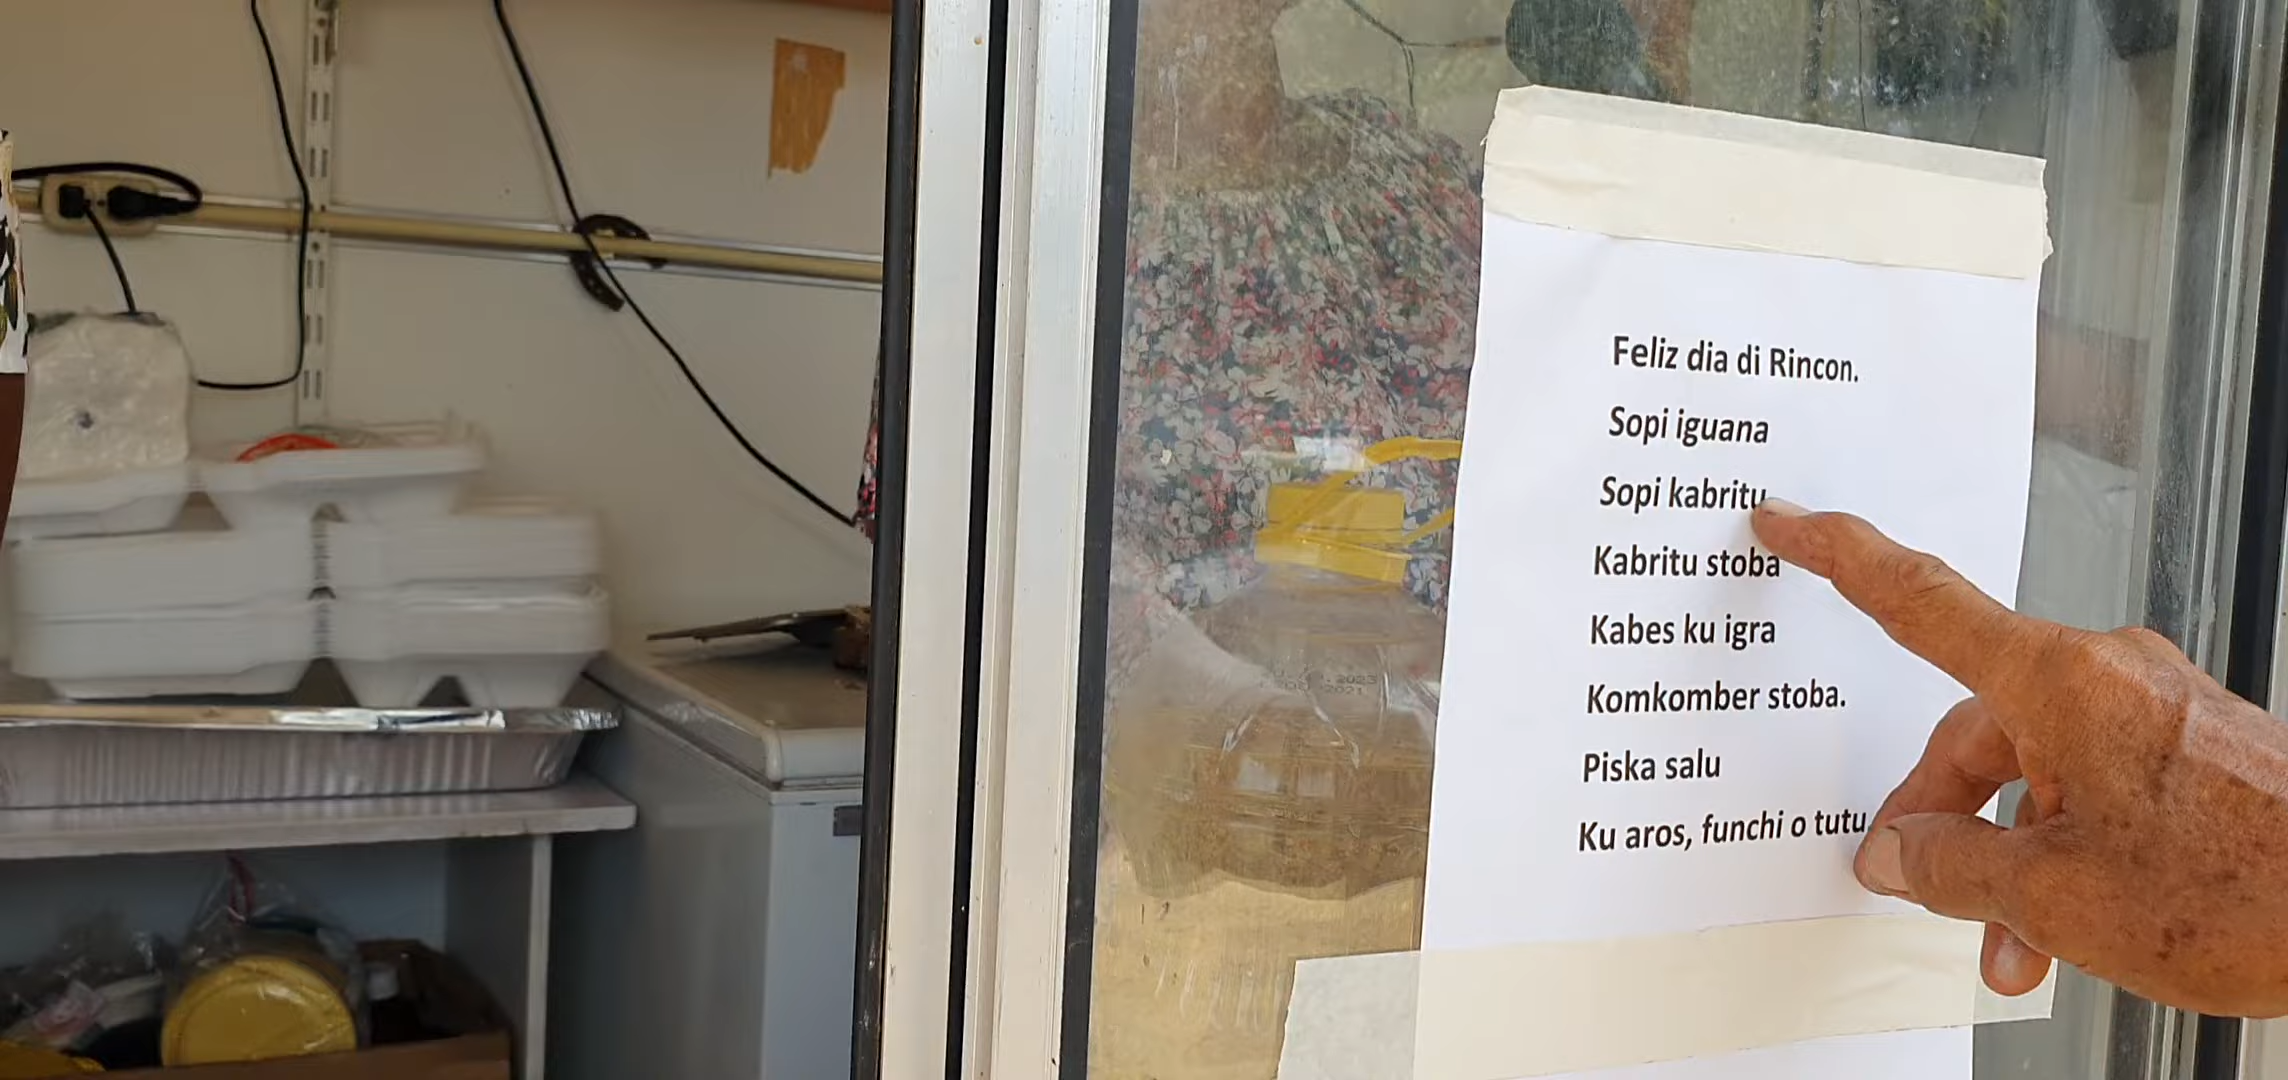 Feliz dia di Rincon.
Sopi iguana
Sopi kabritu
Kabritu stoba
Kabes ku igra
Komkomber stoba.
Piska salu
Ku aros, funchi o tutu